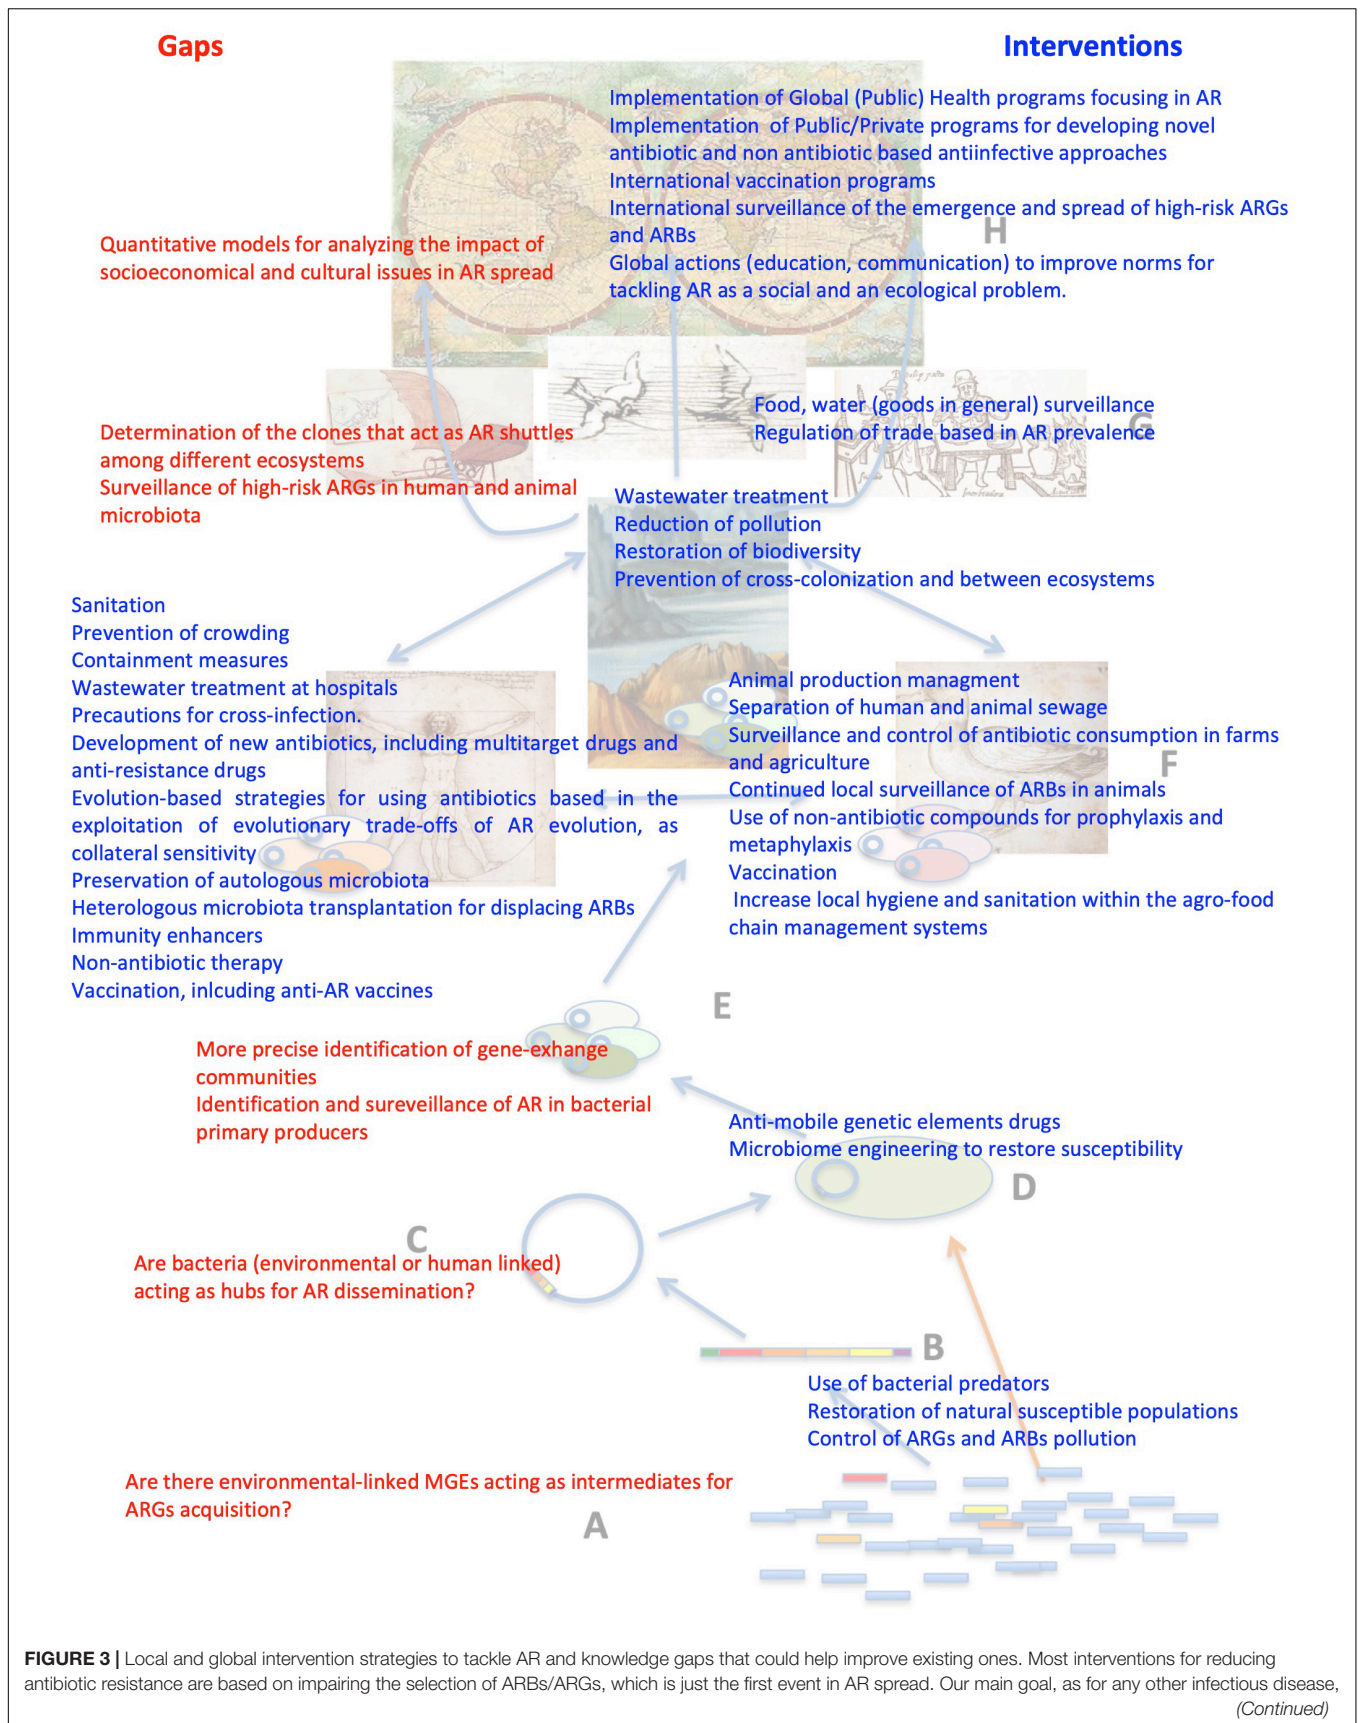 Gaps
Interventions
Implementation of Global (Public) Health programs focusing in AR
Implementation of Public/Private programs for developing novel
antibiotic and non antibiotic based antiinfective approaches
International vaccination programs
International surveillance of the emergence and spread of high-risk ARGs
and ARBs
H
Global actions (education, communication) to improve norms for
tackling AR as a social and an ecological problem.
Quantitative models for analyzing the impact of
socioeconomical and cultural issues in AR spread
Food, water (goods in general) surveillance
Regulation of trade based in AR prevalence
G
Determination of the clones that act as AR shuttles
among different ecosystems
Surveillance of high-risk ARGs in human and animal
microbiota
Wastewater treatment
Reduction of pollution
Restoration of biodiversity
Prevention of cross-colonization and between ecosystems
Sanitation
Prevention of crowding
Containment measures
Wastewater treatment at hospitals
Precautions for cross-infection.
Development of new antibiotics, including multitarget drugs and
anti-resistance drugs
Evolution-based strategies for using antibiotics based in the
exploitation of evolutionary trade-offs of AR evolution, as
collateral sensitivity
Preservation of autologous microbiota
Heterologous microbiota transplantation for displacing ARBs
Immunity enhancers
Non-antibiotic therapy
Vaccination, inlcuding anti-AR vaccines
Animal production managment
Separation of human and animal sewage
Surveillance and control of antibiotic consumption in farms
and agriculture
F
Continued local surveillance of ARBs in animals
Use of non-antibiotic compounds for prophylaxis and
metaphylaxis
Vaccination
Increase local hygiene and sanitation within the agro-food
chain management systems
E
More precise identification of gene-exhange
communities
Identification and sureveillance of AR in bacterial
primary producers
Anti-mobile genetic elements drugs
Microbiome engineering to restore susceptibility
D
C
Are bacteria (environmental or human linked)
acting as hubs for AR dissemination?
B
Use of bacterial predators
Restoration of natural susceptible populations
Control of ARGs and ARBs pollution
Are there environmental-linked MGEs acting as intermediates for
ARGs acquisition?
A
FIGURE 3 | Local and global intervention strategies to tackle AR and knowledge gaps that could help improve existing ones. Most interventions for reducing
antibiotic resistance are based on impairing the selection of ARBs/ARGs, which is just the first event in AR spread. Our main goal, as for any other infectious disease,
(Continued)